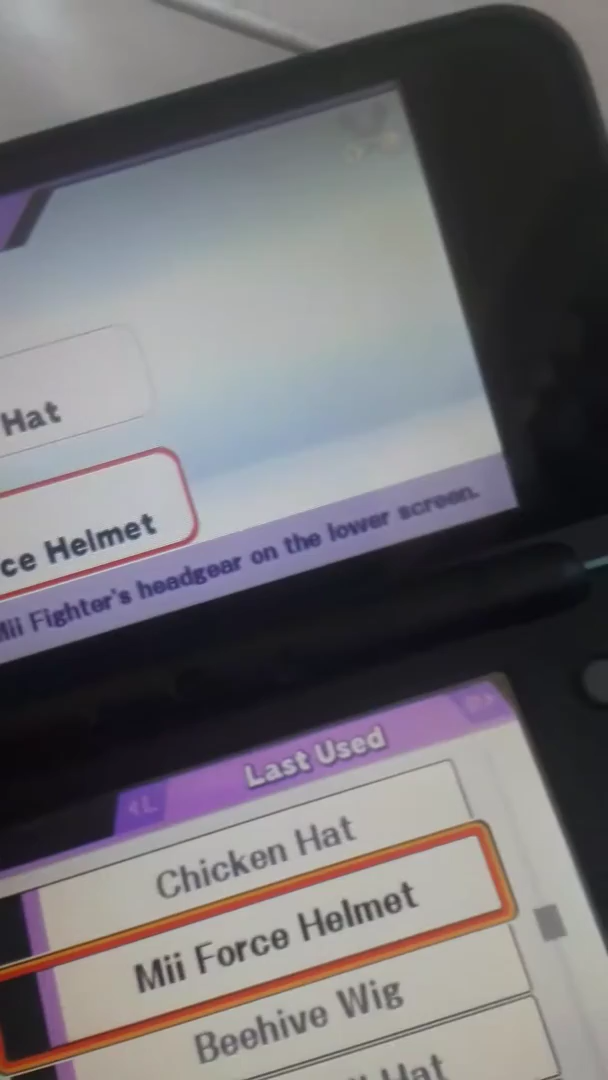 Hat
ce Helmet
Mii Fighter's headgear on the lower screen.
Last Used
L
Chicken Hat
Mii Force Helmet
Beehive Wig
Hat